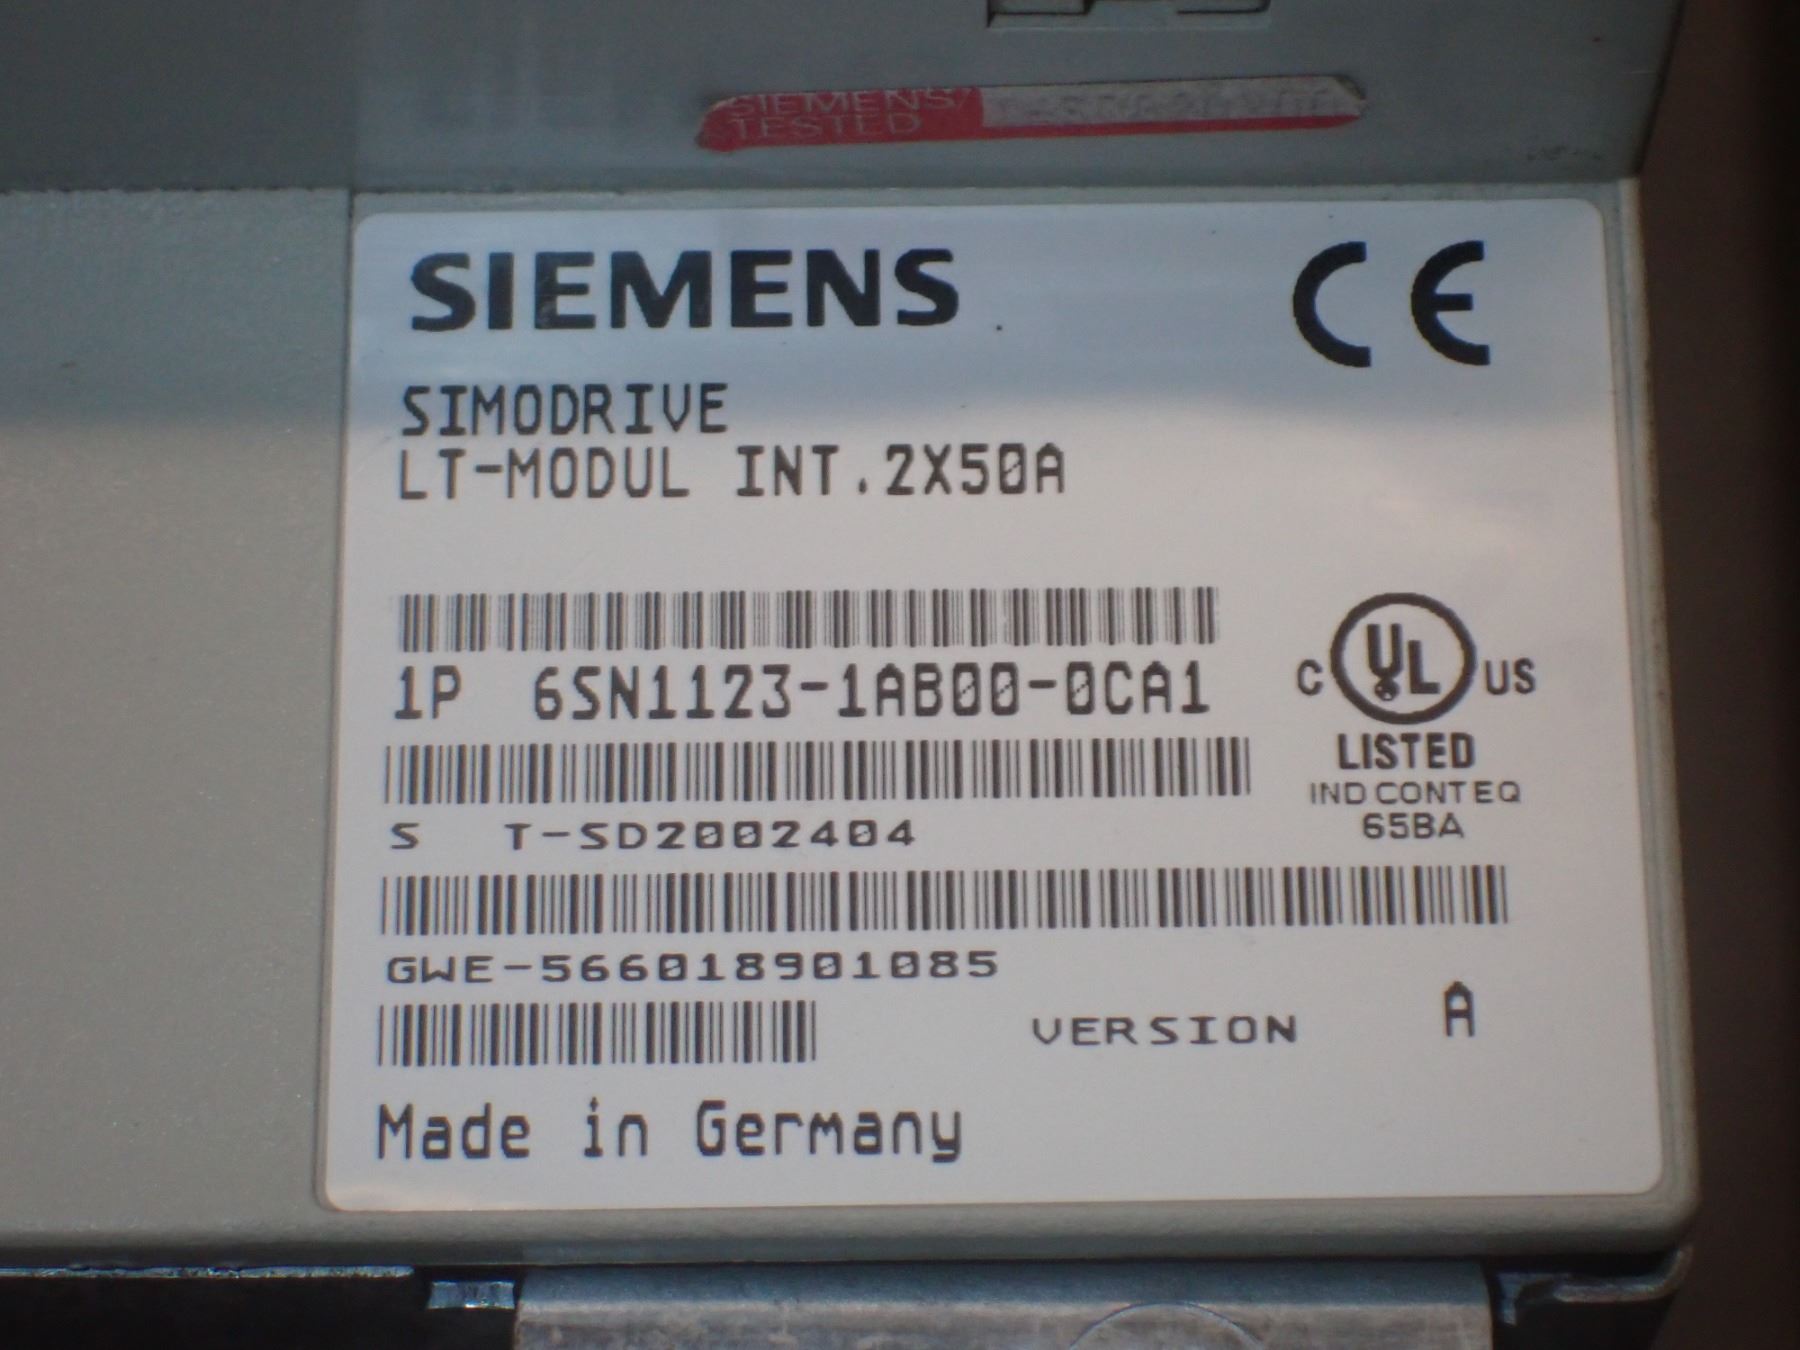 SIEMENS
TESTED
SIEMENS
CE
SIMODRIVE
LT-MODUL INT.2X50A
1P 6SN1123-1AB00-0CA1
C UL US
LISTED
IND CONT EQ
65BA
S T-SD2002404
GWE-566018901085
VERSION A
Made in Germany